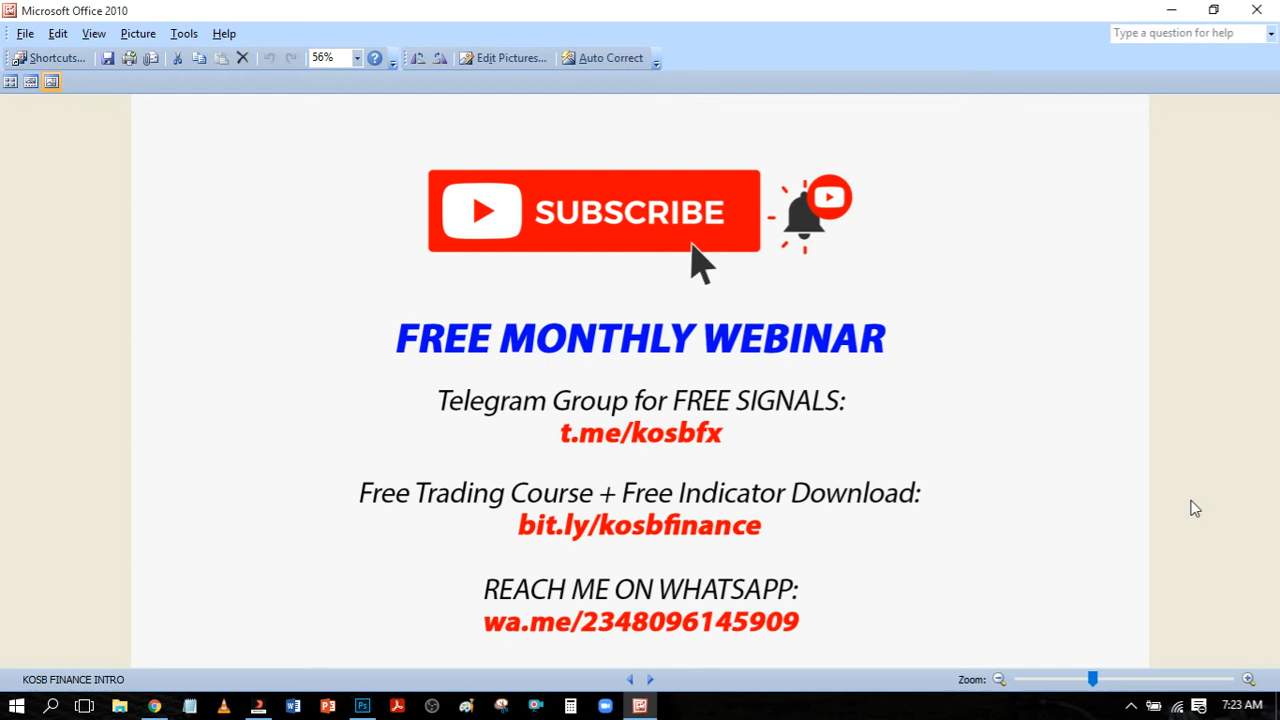 Microsoft Office 2010
File Edit View Picture Tools Help
Type a question for help
Shortcuts... 56% Edit Pictures... Auto Correct
SUBSCRIBE
FREE MONTHLY WEBINAR
Telegram Group for FREE SIGNALS:
t.me/kosbfx
Free Trading Course + Free Indicator Download:
bit.ly/kosbfinance
REACH ME ON WHATSAPP:
wa.me/2348096145909
KOSB FINANCE INTRO
Zoom:
7:23 AM